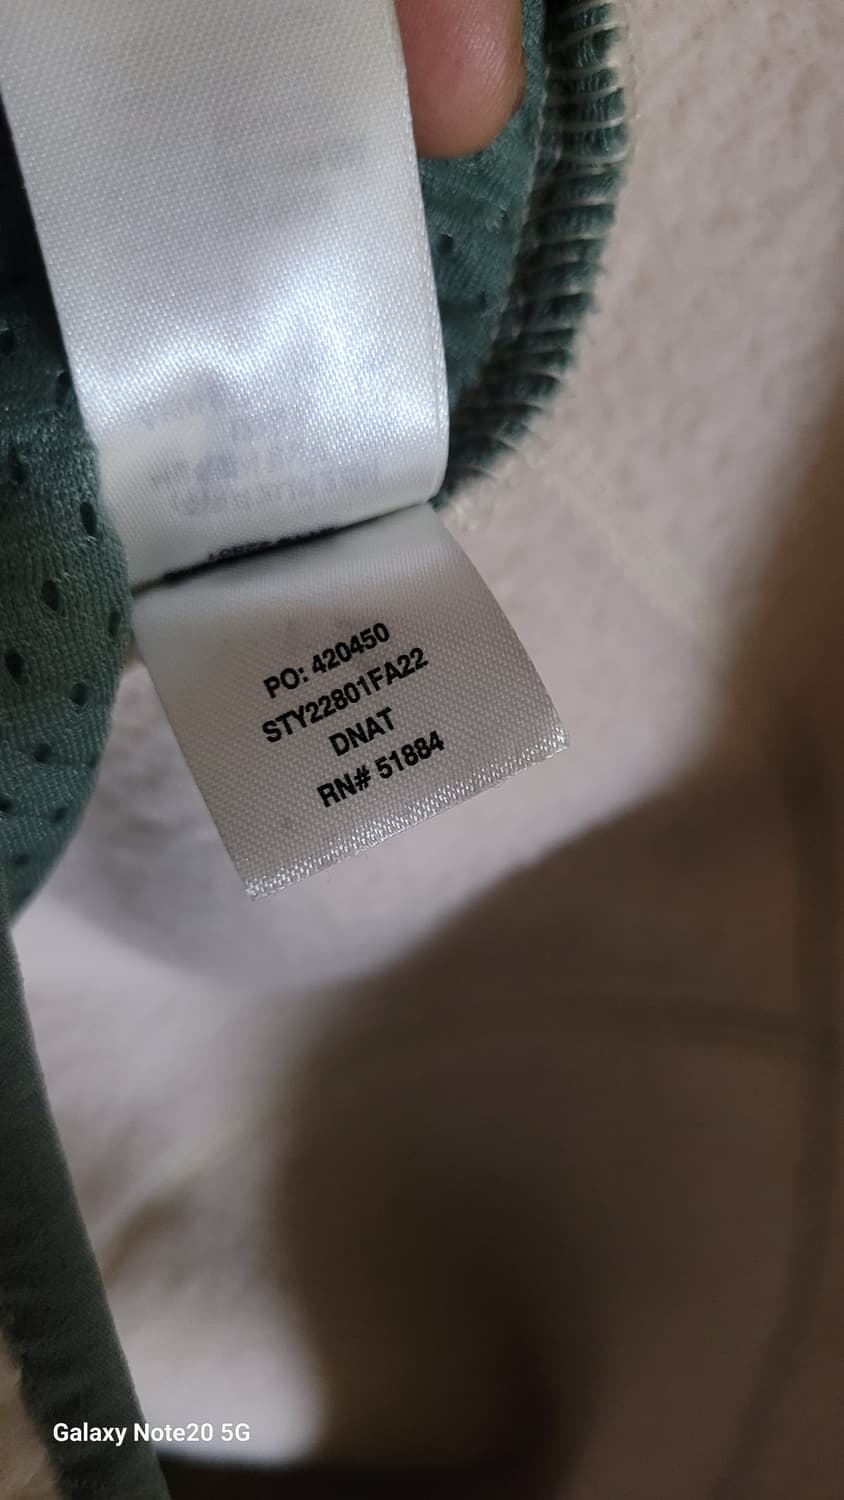 PO: 420450
STY22801FA22
DNAT
RN# 51884
Galaxy Note20 5G